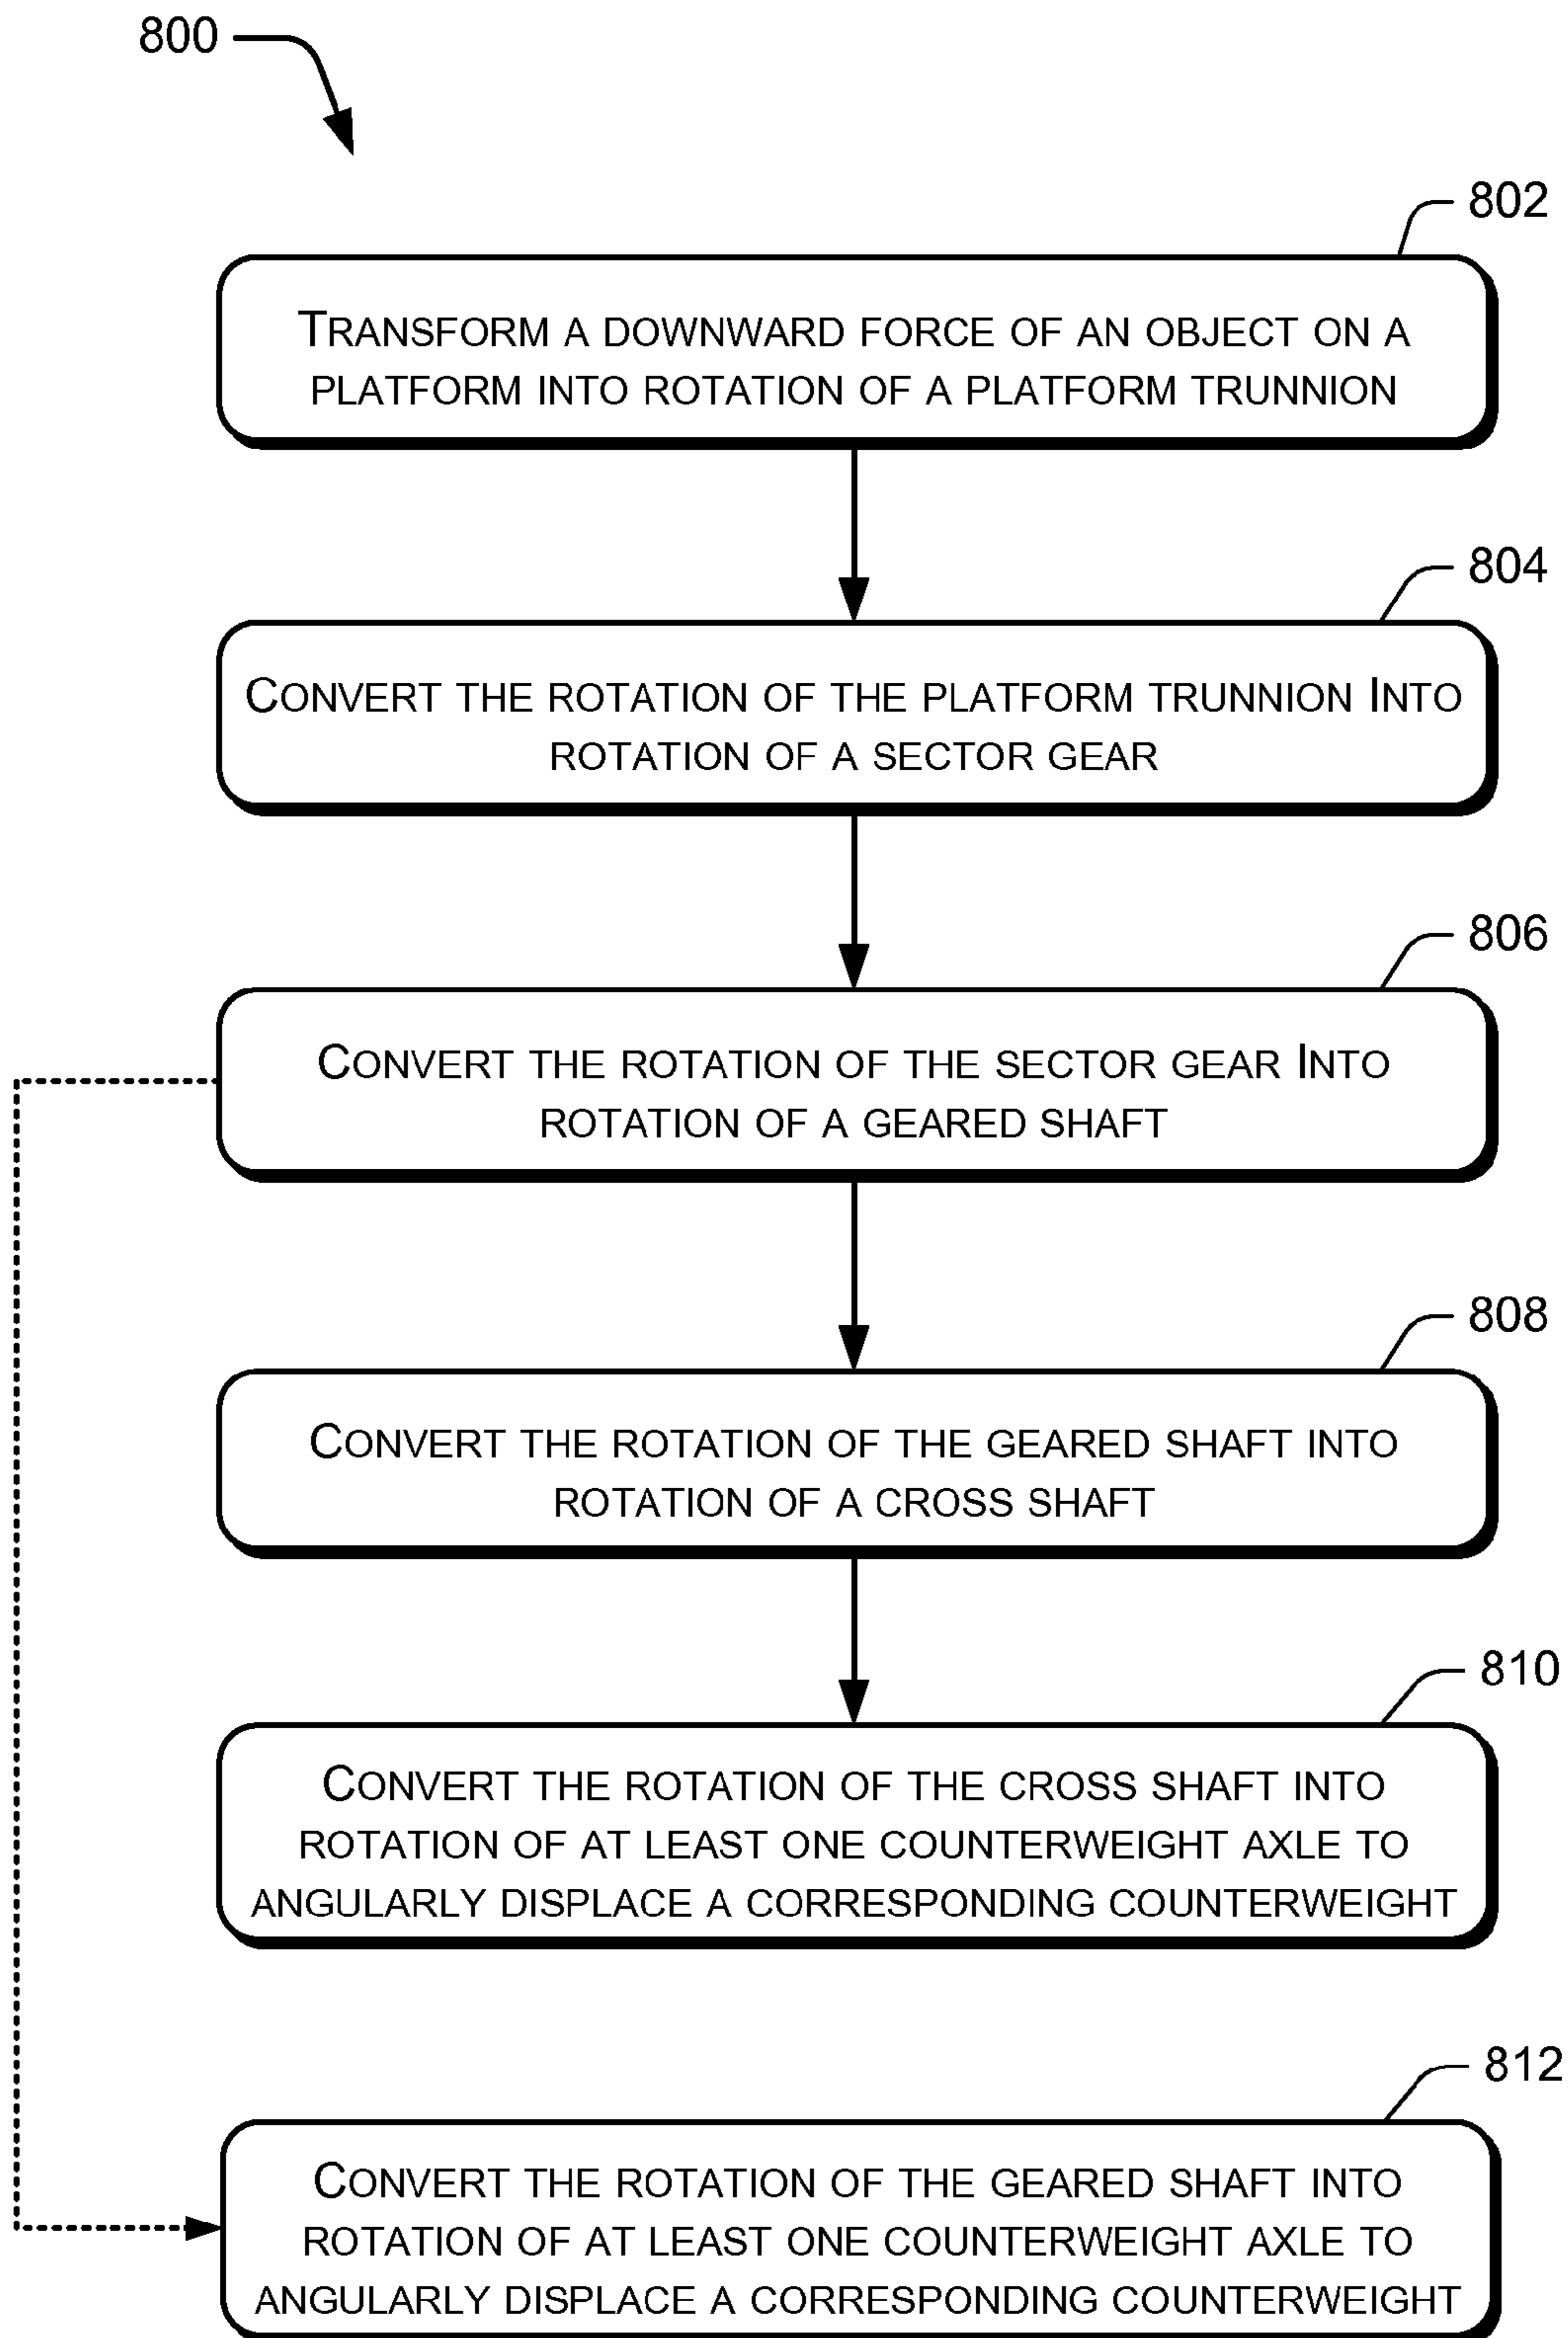 800
802
TRANSFORM A DOWNWARD FORCE OF AN OBJECT ON A
PLATFORM INTO ROTATION OF A PLATFORM TRUNNION
804
CONVERT THE ROTATION OF THE PLATFORM TRUNNION INTO
ROTATION OF A SECTOR GEAR
806
CONVERT THE ROTATION OF THE SECTOR GEAR INTO
ROTATION OF A GEARED SHAFT
808
CONVERT THE ROTATION OF THE GEARED SHAFT INTO
ROTATION OF A CROSS SHAFT
810
CONVERT THE ROTATION OF THE CROSS SHAFT INTO
ROTATION OF AT LEAST ONE COUNTERWEIGHT AXLE TO
ANGULARLY DISPLACE A CORRESPONDING COUNTERWEIGHT
812
CONVERT THE ROTATION OF THE GEARED SHAFT INTO
ROTATION OF AT LEAST ONE COUNTERWEIGHT AXLE TO
ANGULARLY DISPLACE A CORRESPONDING COUNTERWEIGHT